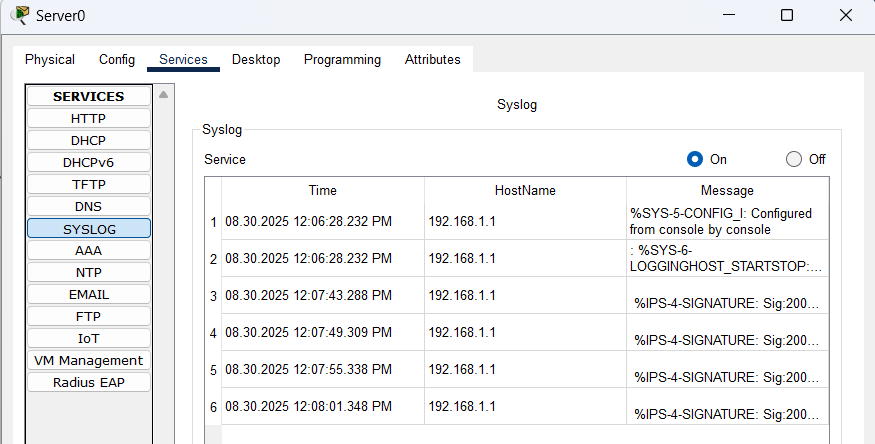 Server0
Physical Config Services Desktop Programming Attributes
SERVICES
HTTP
DHCP
DHCPv6
TFTP
DNS
SYSLOG
AAA
NTP
EMAIL
FTP
IoT
VM Management
Radius EAP
Syslog
Syslog
Service On Off
Time HostName Message
1 08.30.2025 12:06:28.232 PM 192.168.1.1 %SYS-5-CONFIG_I: Configured
from console by console
2 08.30.2025 12:06:28.232 PM 192.168.1.1 : %SYS-6-
LOGGINGHOST_STARTSTOP:...
3 08.30.2025 12:07:43.288 PM 192.168.1.1 %IPS-4-SIGNATURE: Sig:200...
4 08.30.2025 12:07:49.309 PM 192.168.1.1 %IPS-4-SIGNATURE: Sig:200...
5 08.30.2025 12:07:55.338 PM 192.168.1.1 %IPS-4-SIGNATURE: Sig:200...
6 08.30.2025 12:08:01.348 PM 192.168.1.1 %IPS-4-SIGNATURE: Sig:200...